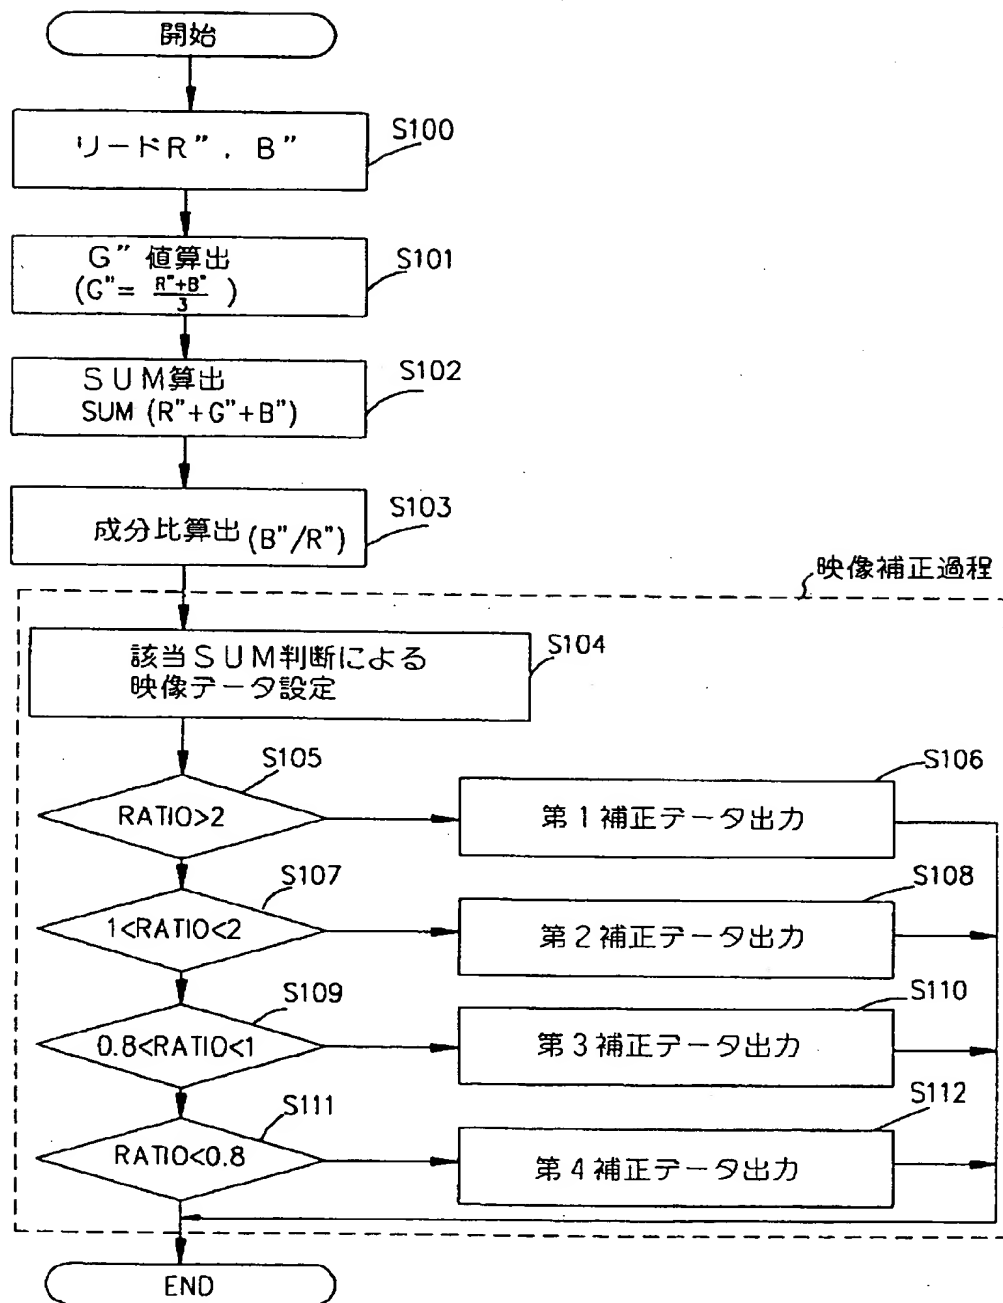 開始
リードR”，B”
S100
G”値算出
(G"= R"+B"/3 )
S101
SUM算出
SUM (R"+G"+B")
S102
成分比算出(B"/R")
S103
映像補正過程
該当SUM判断による
映像データ設定
S104
RATIO>2
S105
第1補正データ出力
S106
1<RATIO<2
S107
第2補正データ出力
S108
0.8<RATIO<1
S109
第3補正データ出力
S110
RATIO<0.8
S111
第4補正データ出力
S112
END